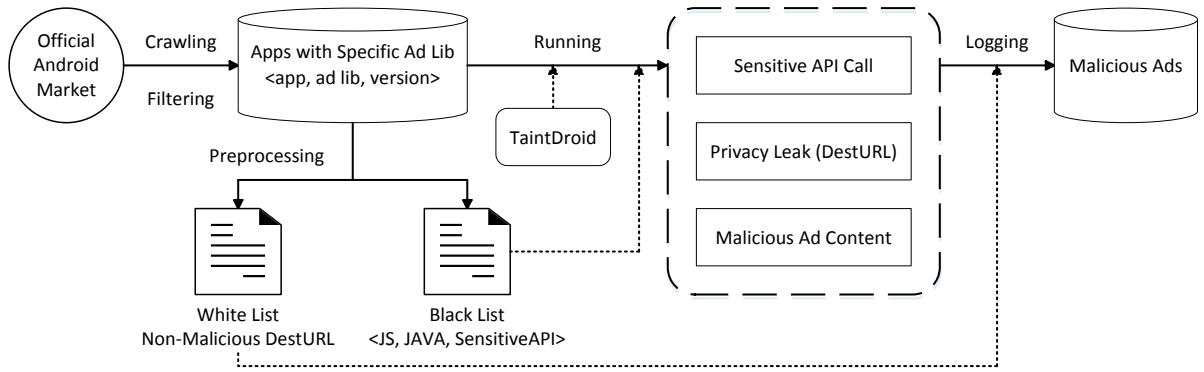 Official
Android
Market
Crawling
Filtering
Apps with Specific Ad Lib
<app, ad lib, version>
Running
TaintDroid
Sensitive API Call
Privacy Leak (DestURL)
Malicious Ad Content
Logging
Malicious Ads
Preprocessing
White List
Non-Malicious DestURL
Black List
<JS, JAVA, SensitiveAPI>